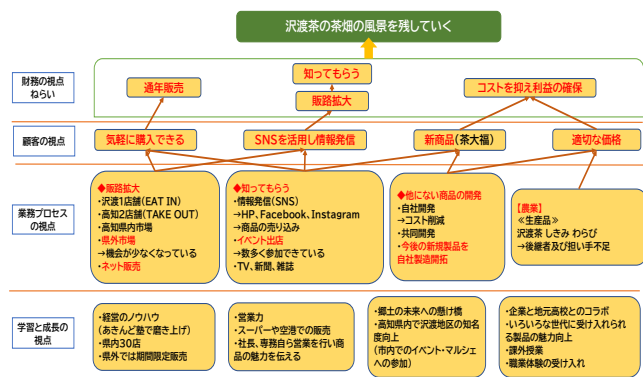 沢渡茶の茶畑の風景を残していく
財務の視点
ねらい
通年販売
知ってもらう
販路拡大
コストを抑え利益の確保
顧客の視点
気軽に購入できる
SNSを活用し情報発信
新商品(茶大福)
適切な価格
業務プロセス
の視点
◆販路拡大
・沢渡1店舗(EAT IN)
・高知2店舗(TAKE OUT)
・高知県内市場
・県外市場
→機会が少なくなっている
・ネット販売
◆知ってもらう
・情報発信(SNS)
→HP、Facebook、Instagram
→商品の売り込み
・イベント出店
→数多く参加できている
・TV、新聞、雑誌
◆他にない商品の開発
・自社開発
→コスト削減
・共同開発
・今後の新規製品を
自社製造開拓
【農業】
≪生産品≫
沢渡茶 しきみ わらび
→後継者及び担い手不足
学習と成長の
視点
・経営のノウハウ
(あきんど塾で磨き上げ)
・県内30店
・県外では期間限定販売
・営業力
・スーパーや空港での販売
・社長、専務自ら営業を行い商
品の魅力を伝える
・郷土の未来への懸け橋
・高知県内で沢渡地区の知名
度向上
(市内でのイベント・マルシェ
への参加)
・企業と地元高校とのコラボ
・いろいろな世代に受け入れられ
る製品の魅力向上
・課外授業
・職業体験の受け入れ